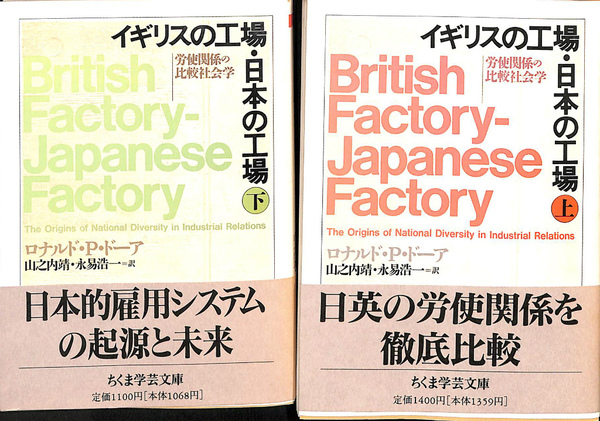 イギリスの工場・日本の工場
労使関係の
比較社会学
British
Factory-
Japanese
Factory
下
The Origins of National Diversity in Industrial Relations
ロナルド・P・ドーア
山之内靖・永易浩一=訳
日本的雇用システム
の起源と未来
ちくま学芸文庫
定価1100円[本体1068円]
イギリスの工場・日本の工場
労使関係の
比較社会学
British
Factory-
Japanese
Factory
上
The Origins of National Diversity in Industrial Relations
ロナルド・P・ドーア
山之内靖・永易浩一=訳
日英の労使関係を
徹底比較
ちくま学芸文庫
定価1400円[本体1359円]